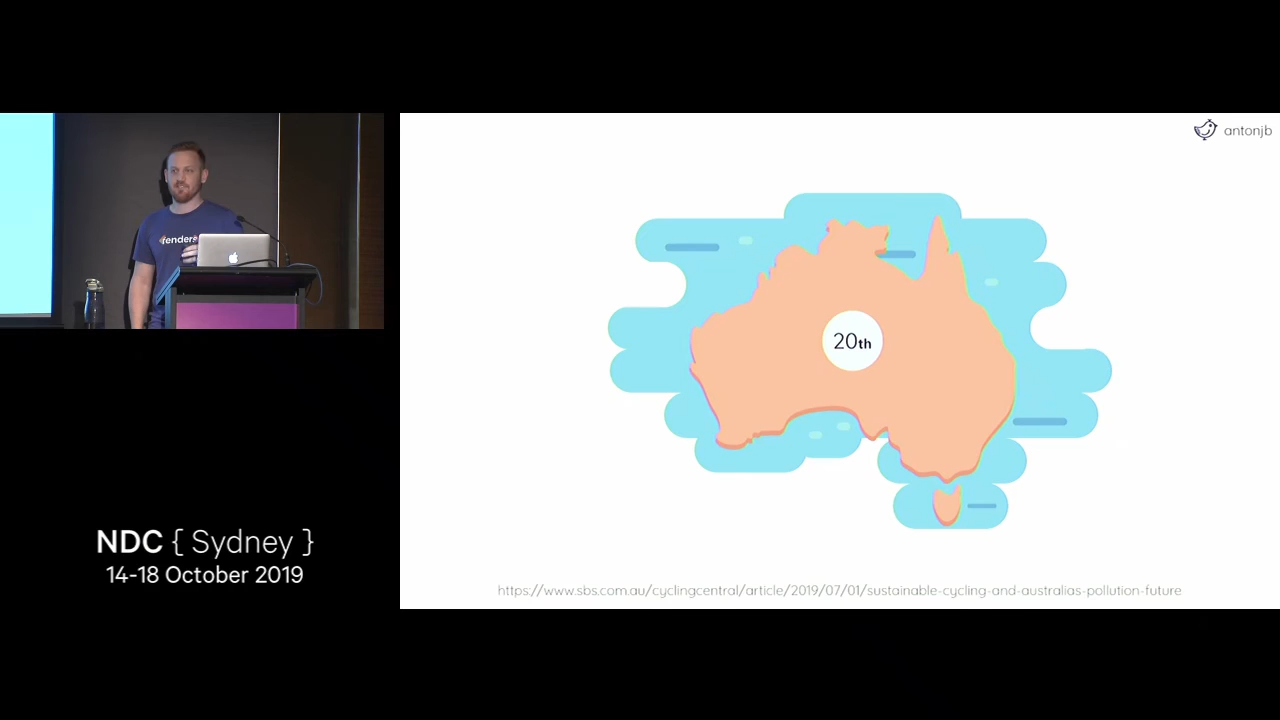 antonjb
render
20th
NDC { Sydney }
14-18 October 2019
https://www.sbs.com.au/cyclingcentral/article/2019/07/01/sustainable-cycling-and-australias-pollution-future